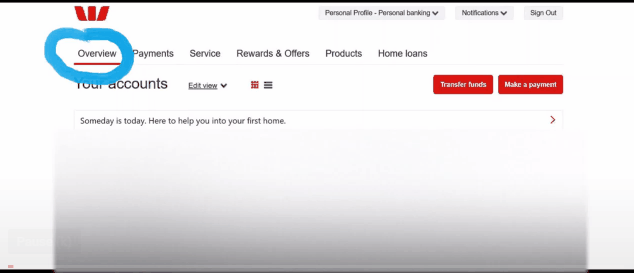 Personal Profile - Personal banking Notifications Sign Out
Overview Payments Service Rewards & Offers Products Home loans
Your accounts Edit view Transfer funds Make a payment
Someday is today. Here to help you into your first home.